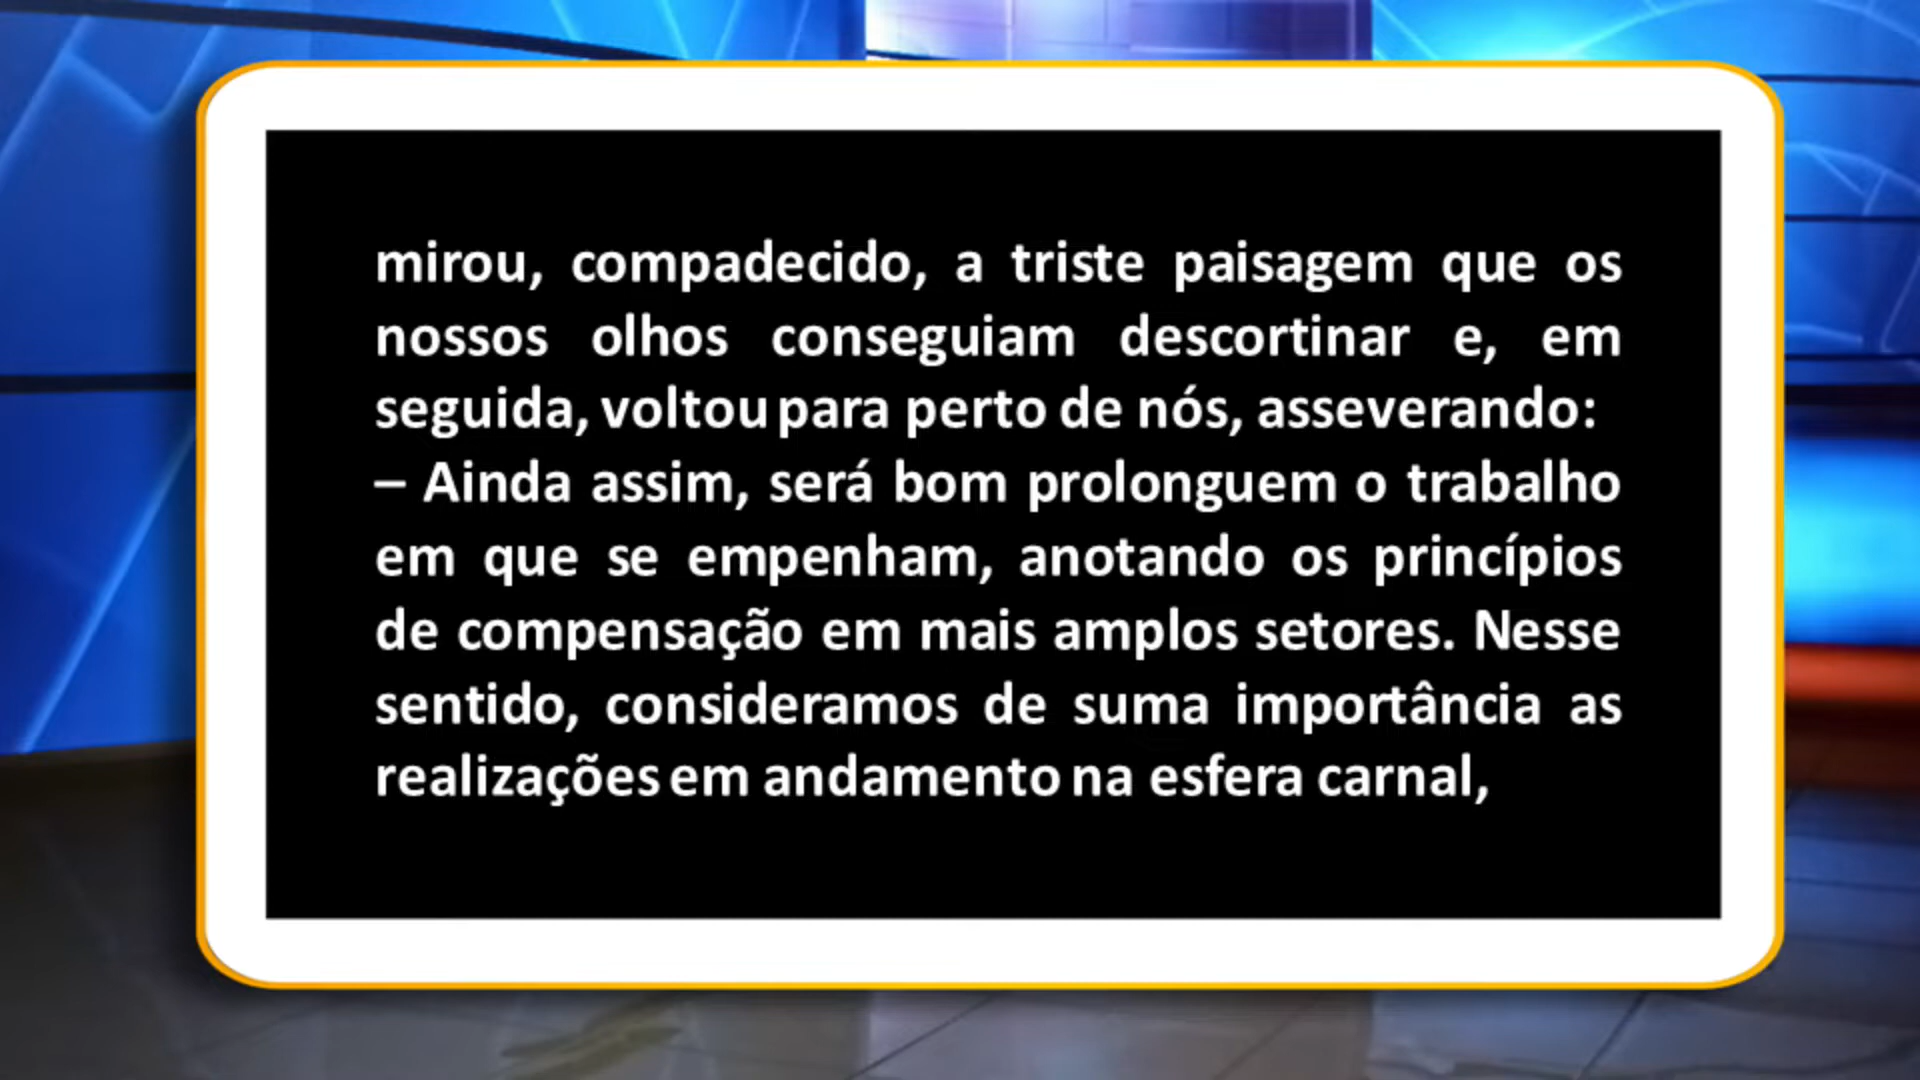 mirou, compadecido, a triste paisagem que os
nossos olhos conseguiam descortinar e, em
seguida, voltou para perto de nós, asseverando:
– Ainda assim, será bom prolonguem o trabalho
em que se empenham, anotando os princípios
de compensação em mais amplos setores. Nesse
sentido, consideramos de suma importância as
realizações em andamento na esfera carnal,